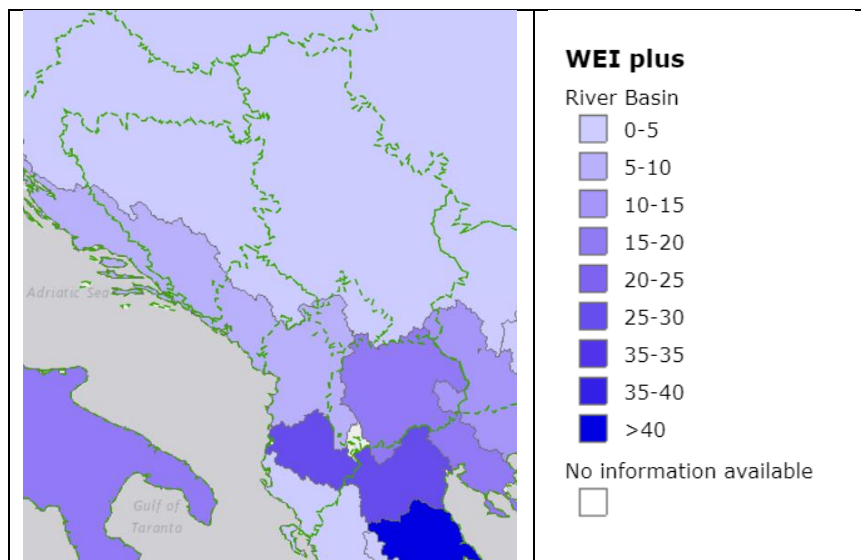 Adriatic Sea
Gulf of
Taranto
WEI plus
River Basin
0-5
5-10
10-15
15-20
20-25
25-30
35-35
35-40
>40
No information available